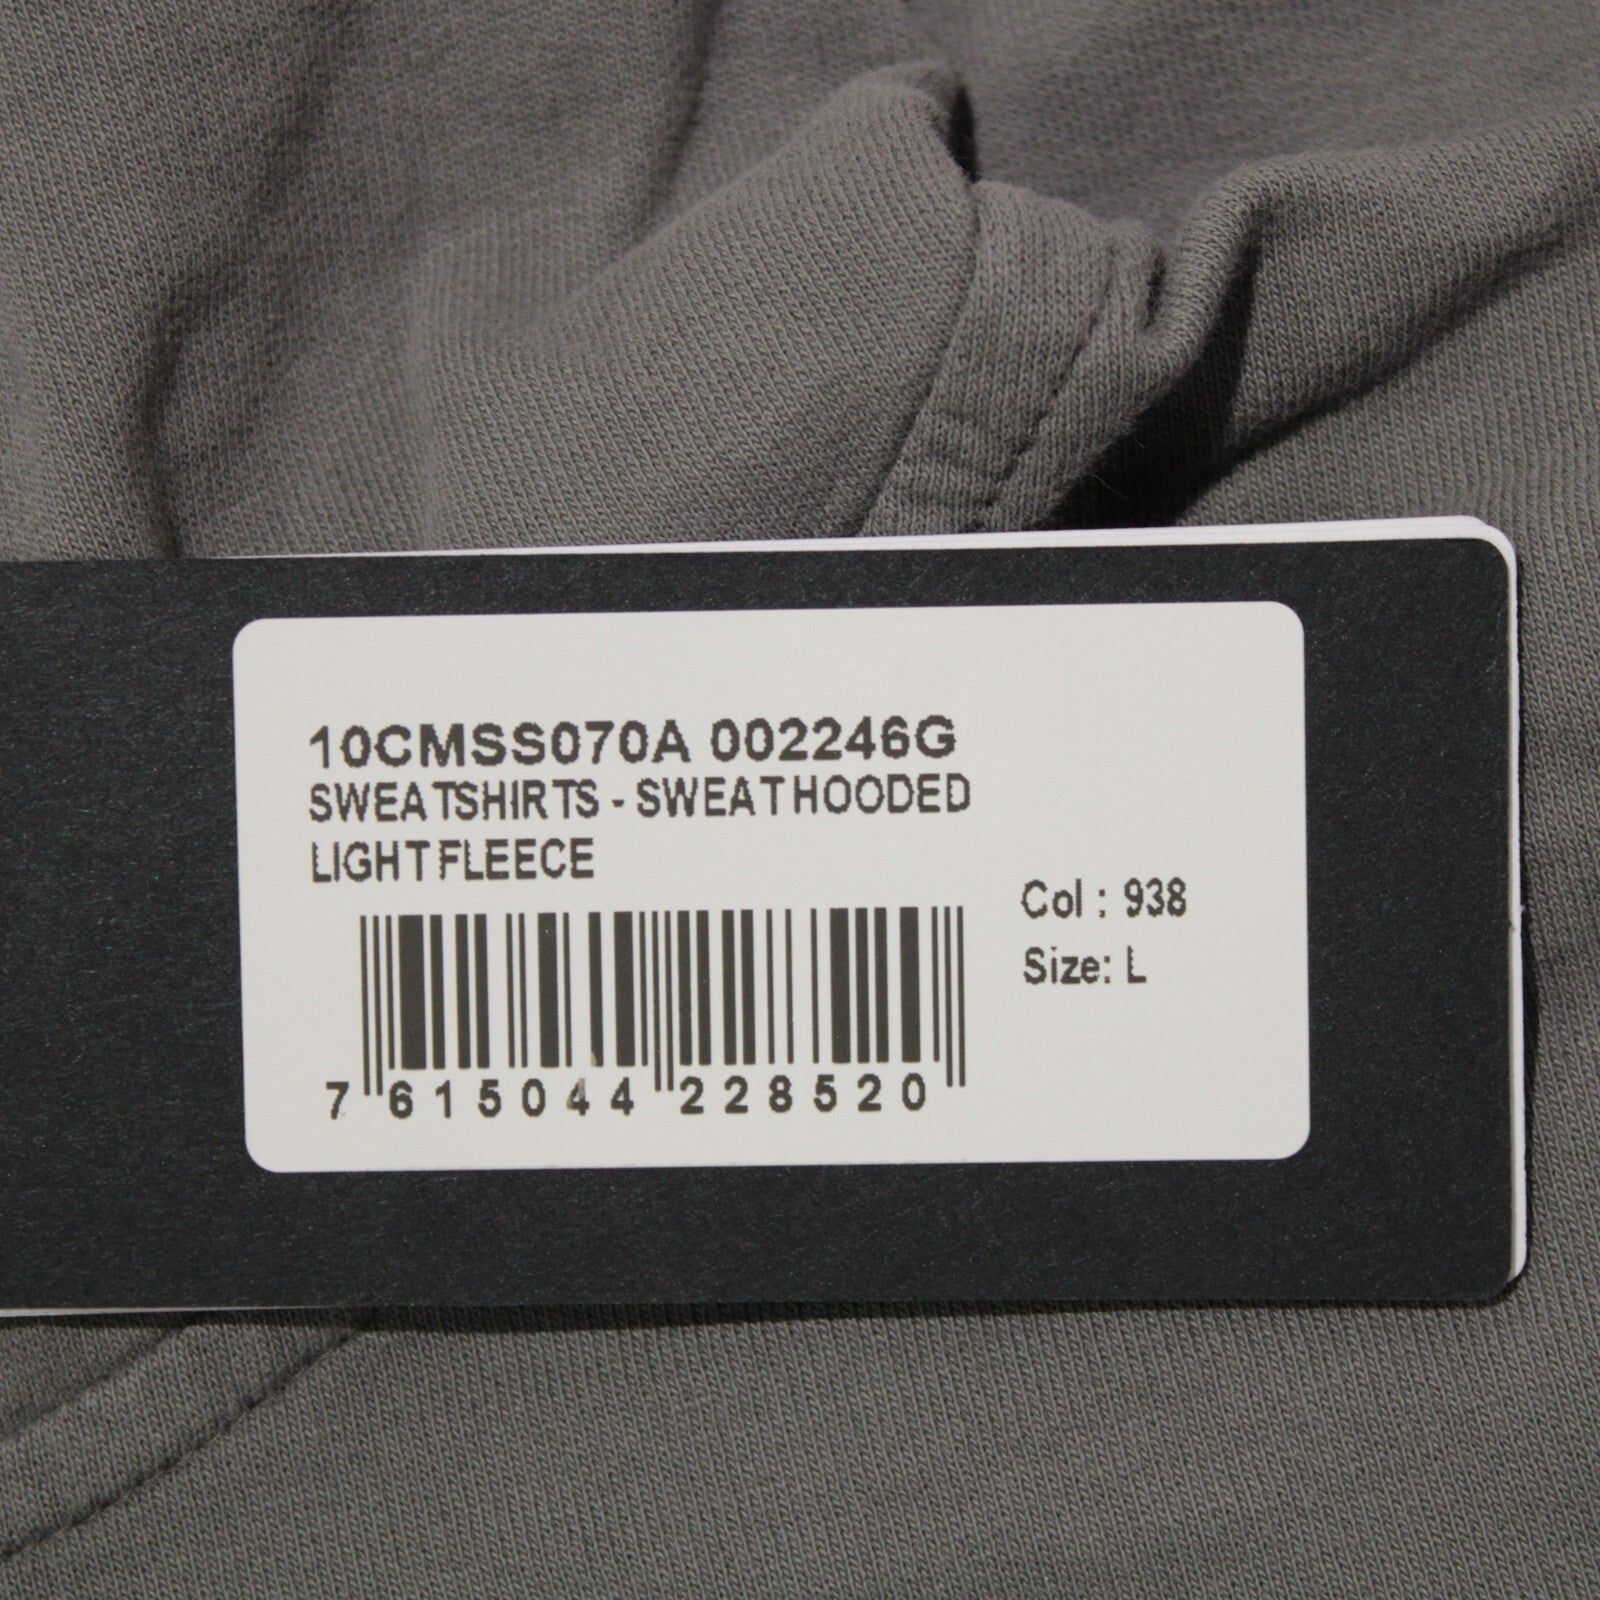 10CMSS070A 002246G
SWEATSHIRTS - SWEAT HOODED
LIGHT FLEECE
Col : 938
Size: L
7 615044 228520